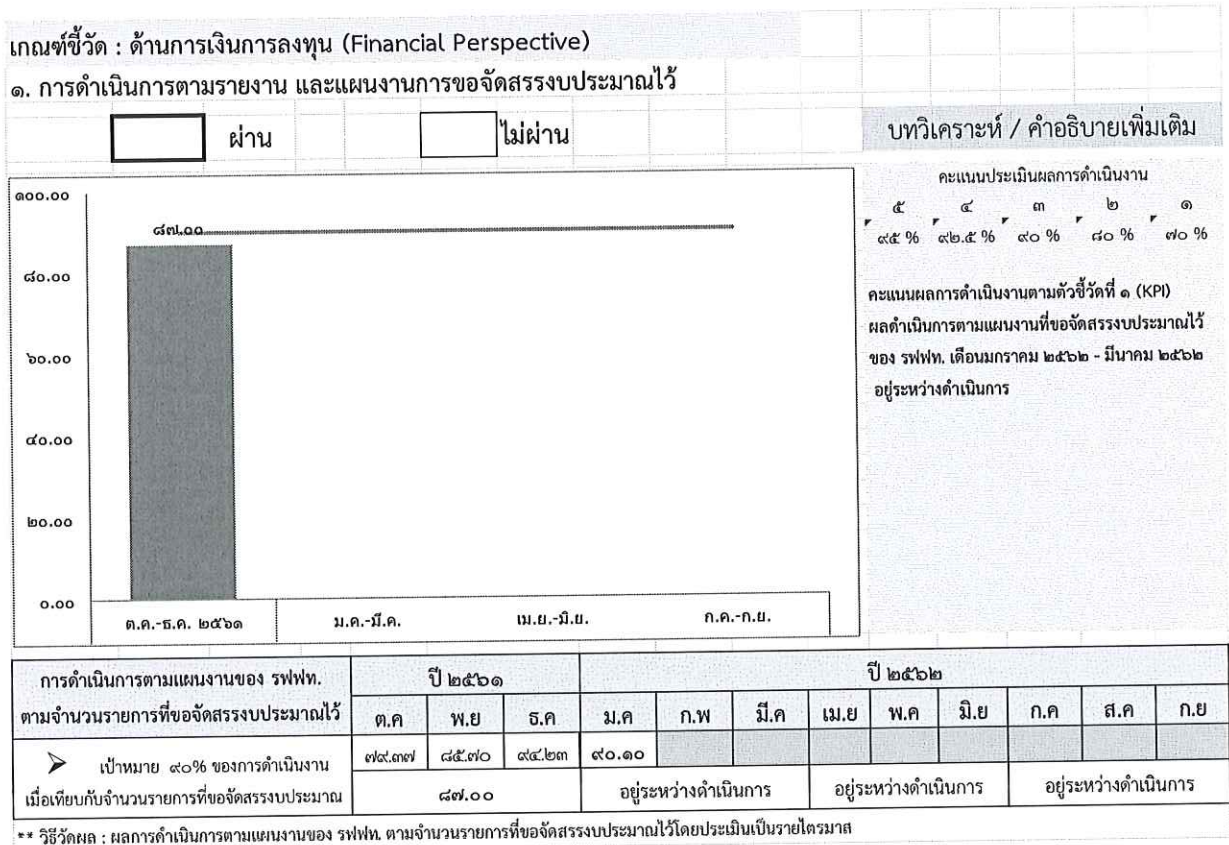 เกณฑ์ชี้วัด : ด้านการเงินการลงทุน (Financial Perspective)
๑. การดำเนินการตามรายงาน และแผนงานการขอจัดสรรงบประมาณไว้
ผ่าน ไม่ผ่าน
บทวิเคราะห์ / คำอธิบายเพิ่มเติม
๑๐๐.๐๐
๘๐.๐๐
๖๐.๐๐
๔๐.๐๐
๒๐.๐๐
๐.๐๐
๘๗.๐๐
ต.ค.-ธ.ค. ๒๕๖๑ ม.ค.-มี.ค. เม.ย.-มิ.ย. ก.ค.-ก.ย.
คะแนนประเมินผลการดำเนินงาน
๕ ๔ ๓ ๒ ๑
๙๕ % ๙๒.๕ % ๙๐ % ๘๐ % ๗๐ %
คะแนนผลการดำเนินงานตามตัวชี้วัดที่ ๑ (KPI)
ผลดำเนินการตามแผนงานที่ขอจัดสรรงบประมาณไว้
ของ รฟฟท. เดือนมกราคม ๒๕๖๒ - มีนาคม ๒๕๖๒
อยู่ระหว่างดำเนินการ
การดำเนินการตามแผนงานของ รฟฟท. ปี ๒๕๖๑ ปี ๒๕๖๒
ตามจำนวนรายการที่ขอจัดสรรงบประมาณไว้ ต.ค พ.ย ธ.ค ม.ค ก.พ มี.ค เม.ย พ.ค มิ.ย ก.ค ส.ค ก.ย
➢ เป้าหมาย ๙๐% ของการดำเนินงาน ๗๙.๓๗ ๘๕.๗๐ ๙๔.๒๓ ๙๐.๑๐
เมื่อเทียบกับจำนวนรายการที่ขอจัดสรรงบประมาณ ๘๗.๐๐ อยู่ระหว่างดำเนินการ อยู่ระหว่างดำเนินการ อยู่ระหว่างดำเนินการ
** วิธีวัดผล : ผลการดำเนินการตามแผนงานของ รฟฟท. ตามจำนวนรายการที่ขอจัดสรรงบประมาณไว้โดยประเมินเป็นรายไตรมาส